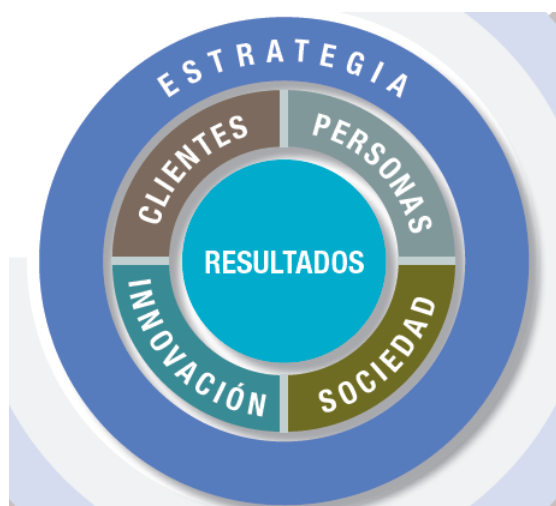 ESTRATEGIA
CLIENTES
PERSONAS
RESULTADOS
INNOVACIÓN
SOCIEDAD